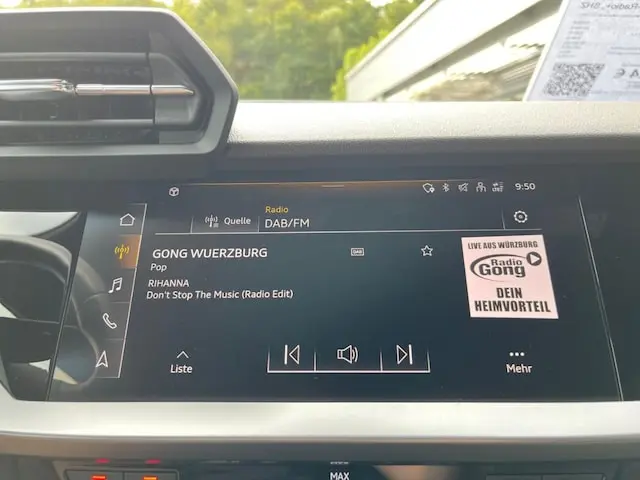 9:50
Radio
Quelle
DAB/FM
GONG WUERZBURG
DAB
Pop
RIHANNA
Don't Stop The Music (Radio Edit)
LIVE AUS WÜRZBURG
Radio
Gong
DEIN
HEIMVORTEIL
Liste
Mehr
MAX